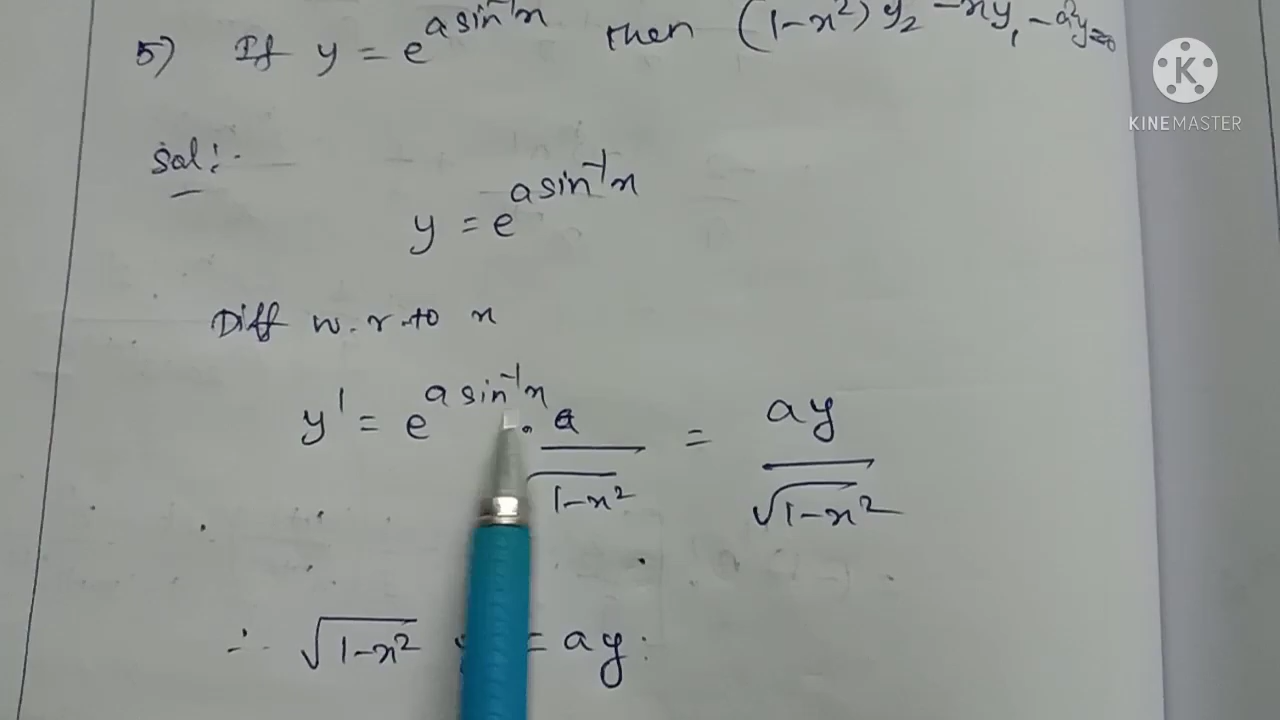 5) If y = e^(a sin⁻¹x) then (1-x²) y₂ - xy₁ - a²y=0
KINEMASTER
Sol:-
y = e^(a sin⁻¹x)
Diff w.r.to x
y' = e^(a sin⁻¹x) . a/√(1-x²) = ay/√(1-x²)
∴ √(1-x²) = ay